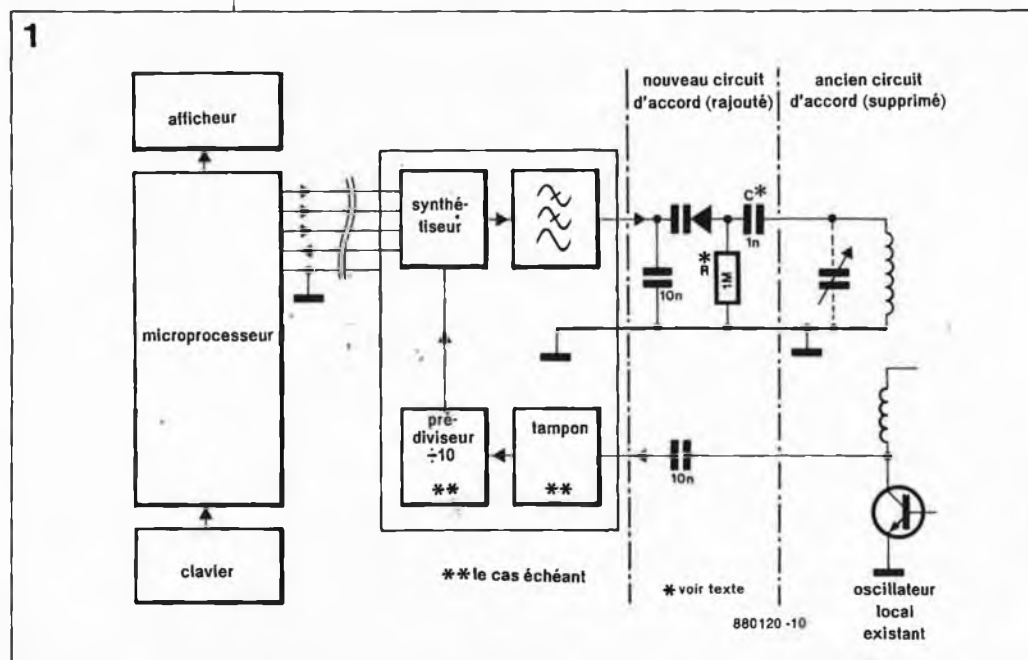 1
afficheur
microprocesseur
clavier
synthé-
tiseur
pré-
diviseur
÷10
**
tampon
**
** le cas échéant
nouveau circuit
d'accord (rajouté)
ancien circuit
d'accord (supprimé)
C*
1n
*
R
1M
10n
10n
* voir texte
880120 -10
oscillateur
local
existant